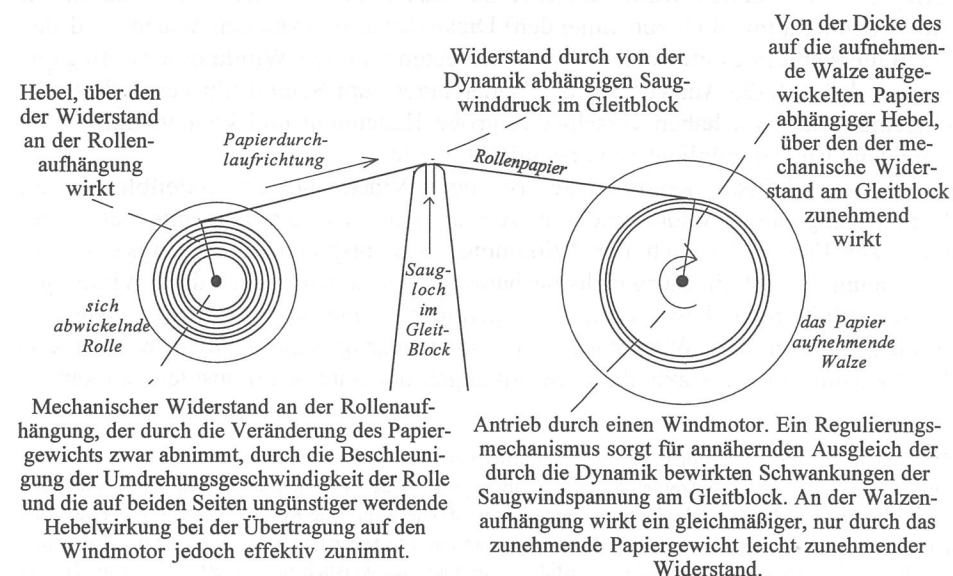 Hebel, über den
der Widerstand
an der Rollen-
aufhängung
wirkt
Papierdurch-
laufrichtung
Widerstand durch von der
Dynamik abhängigen Saug-
winddruck im Gleitblock
Rollenpapier
Von der Dicke des
auf die aufnehmen-
de Walze aufge-
wickelten Papiers
abhängiger Hebel,
über den der me-
chanische Wider-
stand am Gleitblock
zunehmend
wirkt
sich
abwickelnde
Rolle
Saug-
loch
im
Gleit-
Block
das Papier
aufnehmende
Walze
Mechanischer Widerstand an der Rollenauf-
hängung, der durch die Veränderung des Papier-
gewichts zwar abnimmt, durch die Beschleuni-
gung der Umdrehungsgeschwindigkeit der Rolle
und die auf beiden Seiten ungünstiger werdende
Hebelwirkung bei der Übertragung auf den
Windmotor jedoch effektiv zunimmt.
Antrieb durch einen Windmotor. Ein Regulierungs-
mechanismus sorgt für annähernden Ausgleich der
durch die Dynamik bewirkten Schwankungen der
Saugwindspannung am Gleitblock. An der Walzen-
aufhängung wirkt ein gleichmäßiger, nur durch das
zunehmende Papiergewicht leicht zunehmender
Widerstand.